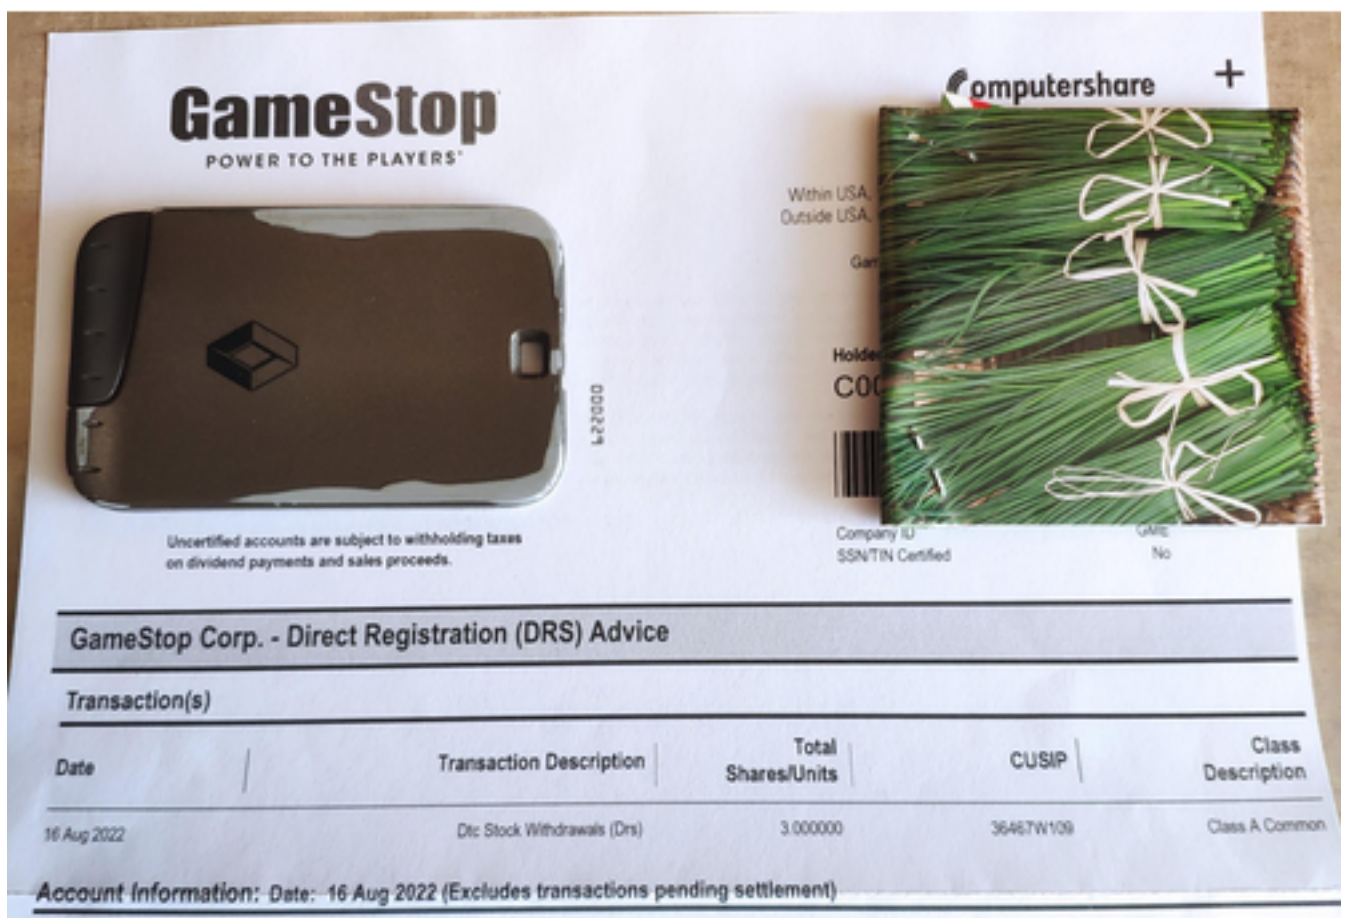 GameStop
POWER TO THE PLAYERS
Computershare
+
Within USA,
Outside USA,
000229
C00
Uncertified accounts are subject to withholding taxes
on dividend payments and sales proceeds.
Company ID GME
SSN/TIN Certified No
GameStop Corp. - Direct Registration (DRS) Advice
Transaction(s)
Date Transaction Description Total Shares/Units CUSIP Class Description
16 Aug 2022 Dtc Stock Withdrawals (Drs) 3.000000 36467W109 Class A Common
Account Information: Date: 16 Aug 2022 (Excludes transactions pending settlement)